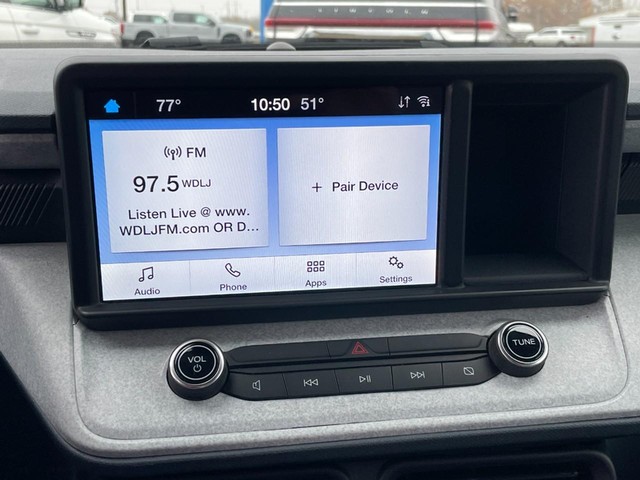 LINCOLN
77°
10:50 51°
FM
97.5 WDLJ
Listen Live @ www.
WDLJFM.com OR D...
+ Pair Device
Audio
Phone
Apps
Settings
VOL
TUNE